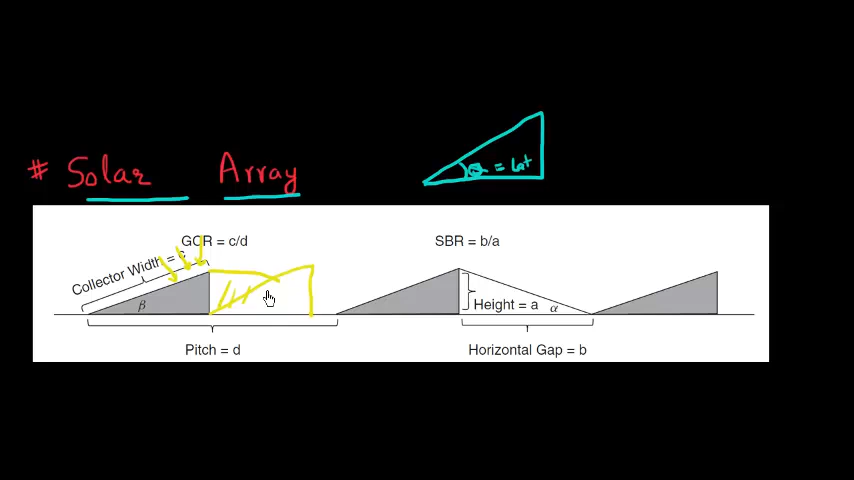 θ = Lat
# Solar Array
GCR = c/d
SBR = b/a
Collector Width = c
β
Height = a
α
Pitch = d
Horizontal Gap = b